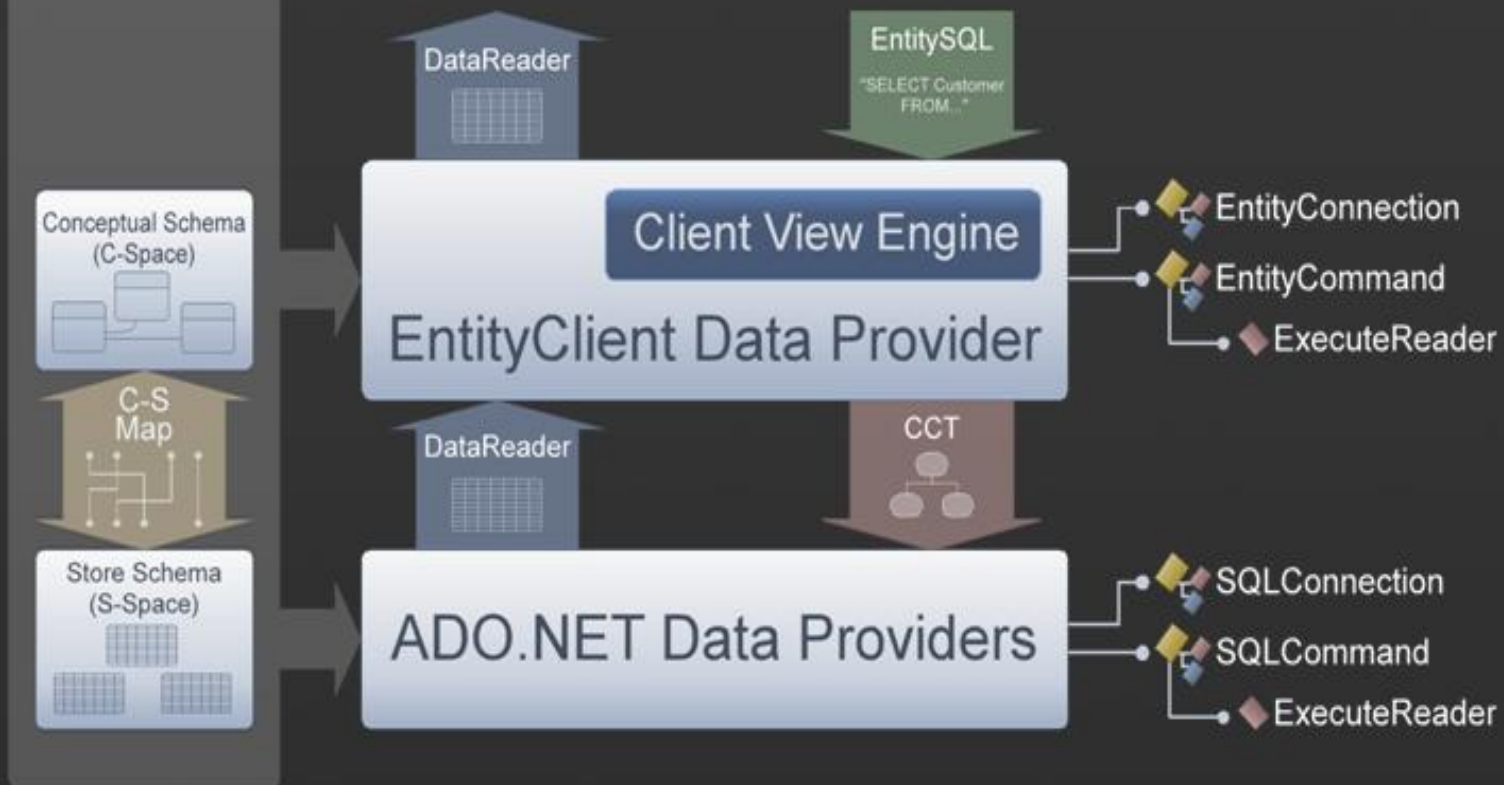 DataReader
EntitySQL
"SELECT Customer
FROM..."
Conceptual Schema
(C-Space)
Client View Engine
EntityClient Data Provider
EntityConnection
EntityCommand
ExecuteReader
C-S
Map
DataReader
CCT
Store Schema
(S-Space)
ADO.NET Data Providers
SQLConnection
SQLCommand
ExecuteReader